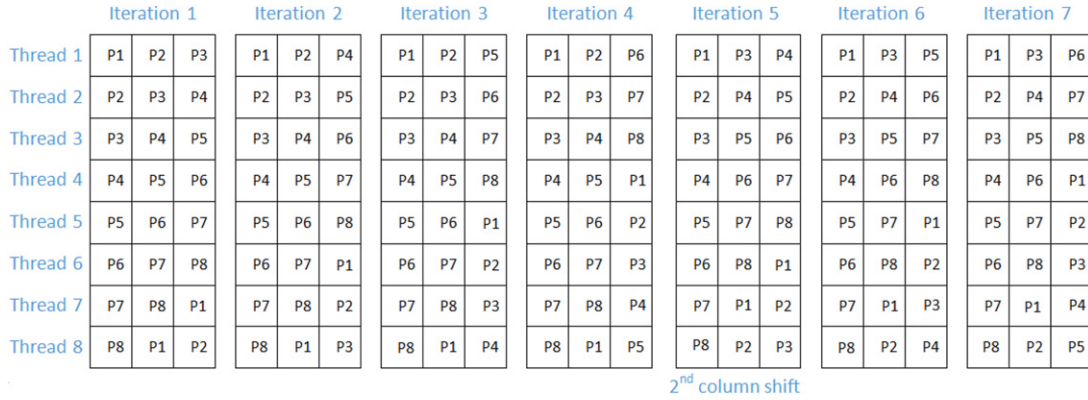 Iteration 1 Iteration 2 Iteration 3 Iteration 4 Iteration 5 Iteration 6 Iteration 7
Thread 1 P1 P2 P3 P1 P2 P4 P1 P2 P5 P1 P2 P6 P1 P3 P4 P1 P3 P5 P1 P3 P6
Thread 2 P2 P3 P4 P2 P3 P5 P2 P3 P6 P2 P3 P7 P2 P4 P5 P2 P4 P6 P2 P4 P7
Thread 3 P3 P4 P5 P3 P4 P6 P3 P4 P7 P3 P4 P8 P3 P5 P6 P3 P5 P7 P3 P5 P8
Thread 4 P4 P5 P6 P4 P5 P7 P4 P5 P8 P4 P5 P1 P4 P6 P7 P4 P6 P8 P4 P6 P1
Thread 5 P5 P6 P7 P5 P6 P8 P5 P6 P1 P5 P6 P2 P5 P7 P8 P5 P7 P1 P5 P7 P2
Thread 6 P6 P7 P8 P6 P7 P1 P6 P7 P2 P6 P7 P3 P6 P8 P1 P6 P8 P2 P6 P8 P3
Thread 7 P7 P8 P1 P7 P8 P2 P7 P8 P3 P7 P8 P4 P7 P1 P2 P7 P1 P3 P7 P1 P4
Thread 8 P8 P1 P2 P8 P1 P3 P8 P1 P4 P8 P1 P5 P8 P2 P3 P8 P2 P4 P8 P2 P5
2nd column shift